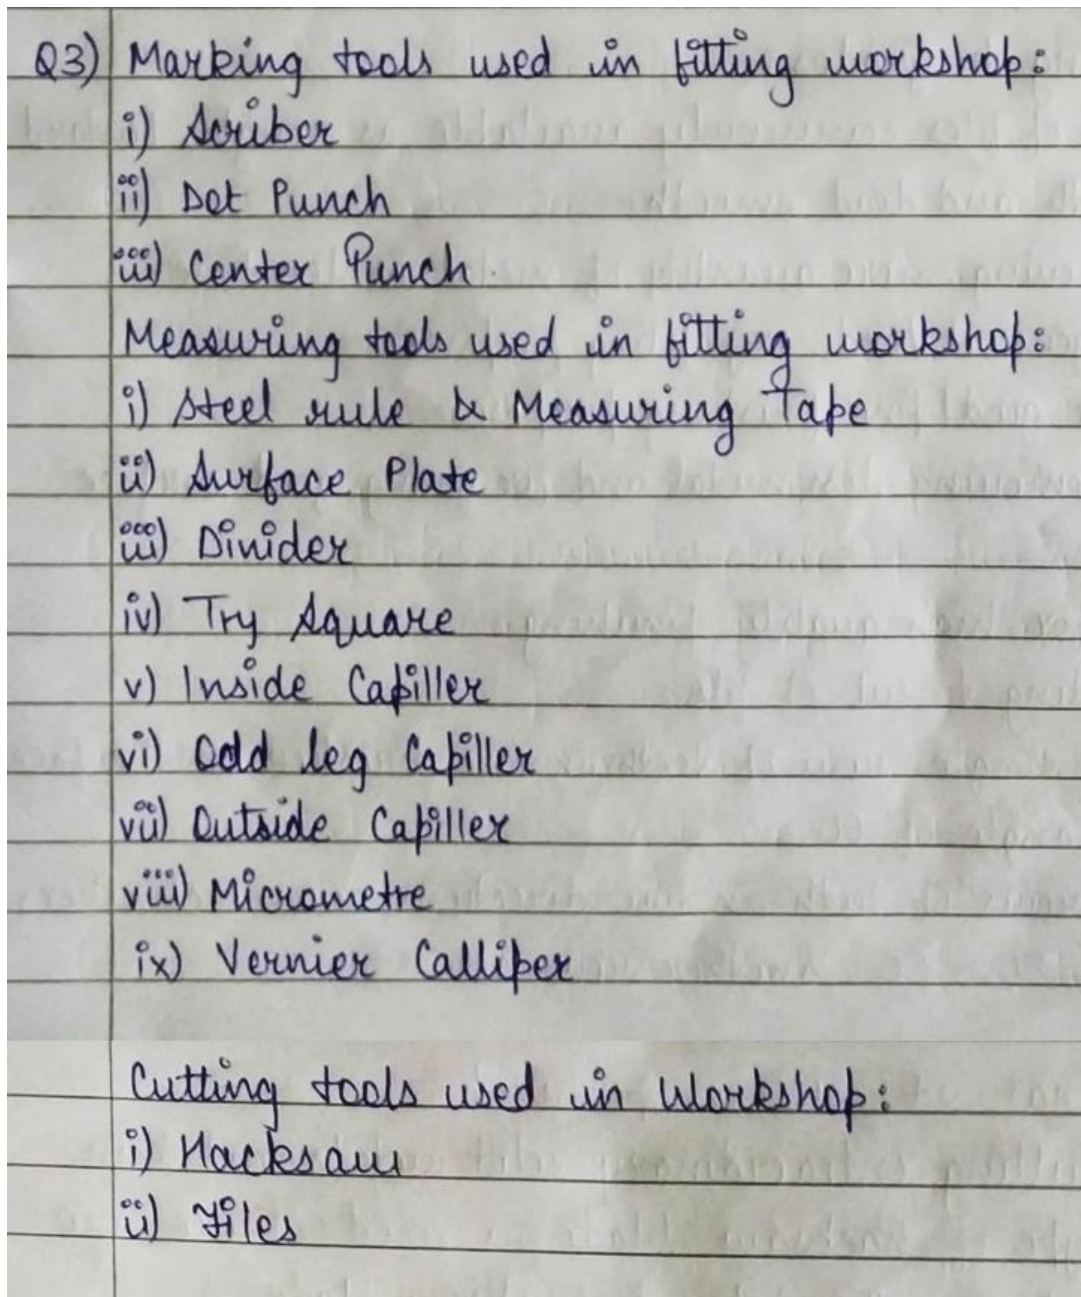 Q3) Marking tools used in fitting workshop:
i) Scriber
ii) Dot Punch
iii) Center Punch.
Measuring tools used in fitting workshop:
i) Steel rule & Measuring Tape
ii) Surface Plate
iii) Divider
iv) Try Square
v) Inside Capiller
vi) Odd leg Capiller
vii) Outside Capiller
viii) Micrometre
ix) Vernier Calliper
Cutting tools used in Workshop:
i) Hacksaw
ii) Files